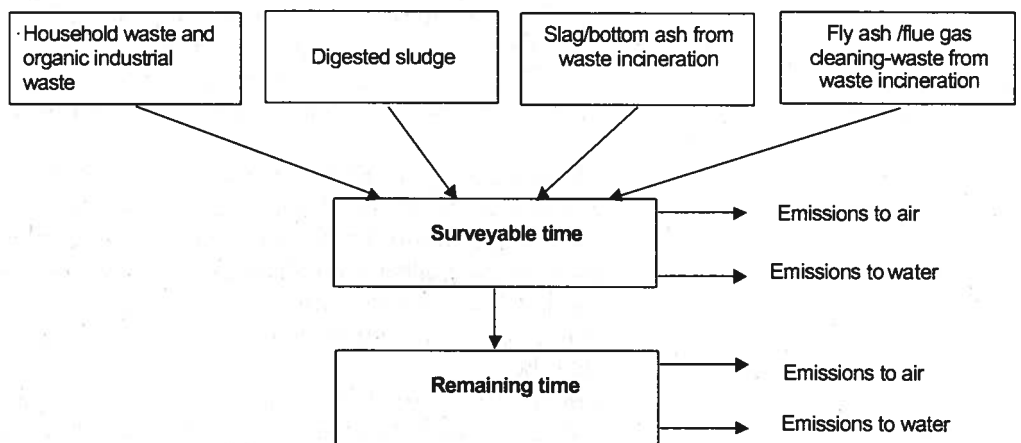 Household waste and
organic industrial
waste
Digested sludge
Slag/bottom ash from
waste incineration
Fly ash /flue gas
cleaning-waste from
waste incineration
Surveyable time
Emissions to air
Emissions to water
Remaining time
Emissions to air
Emissions to water